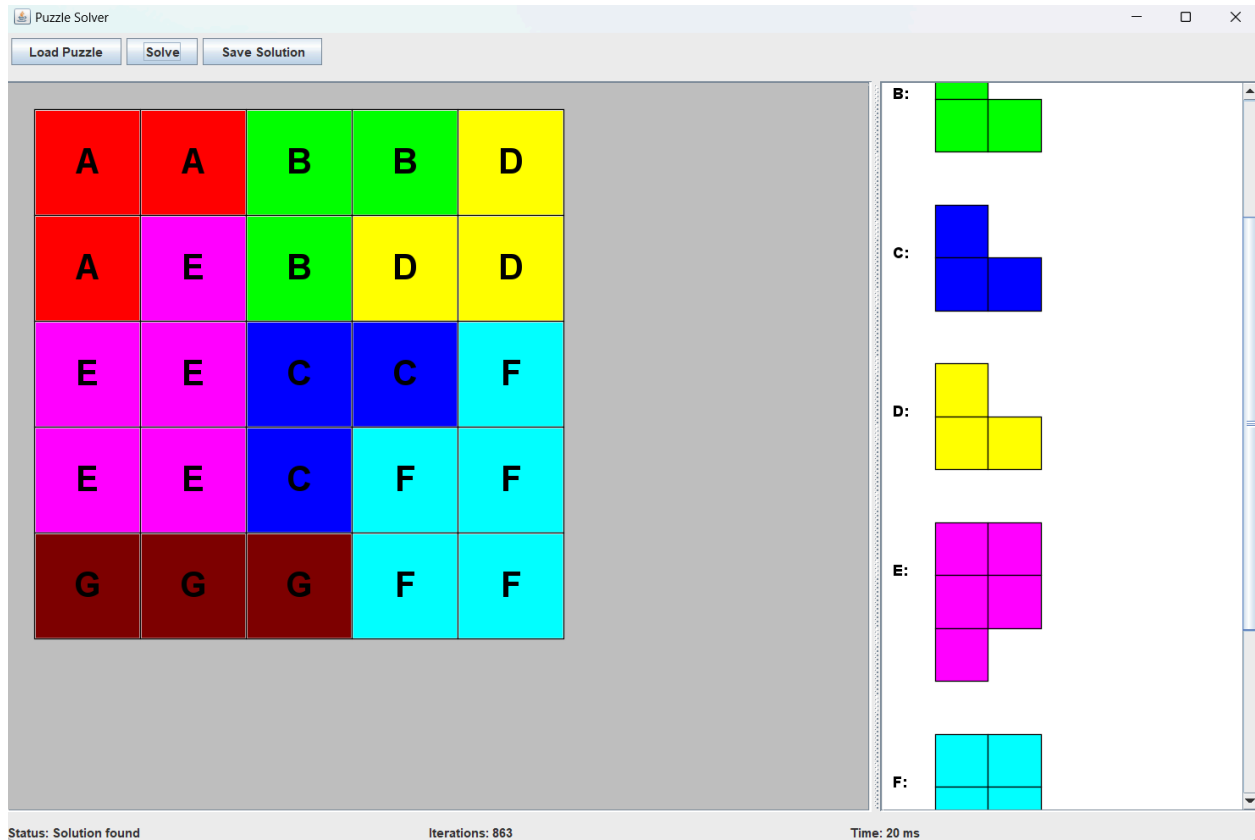 Puzzle Solver
Load Puzzle Solve Save Solution
A A B B D
A E B D D
E E C C F
E E C F F
G G G F F
B:
C:
D:
E:
F:
Status: Solution found Iterations: 863 Time: 20 ms